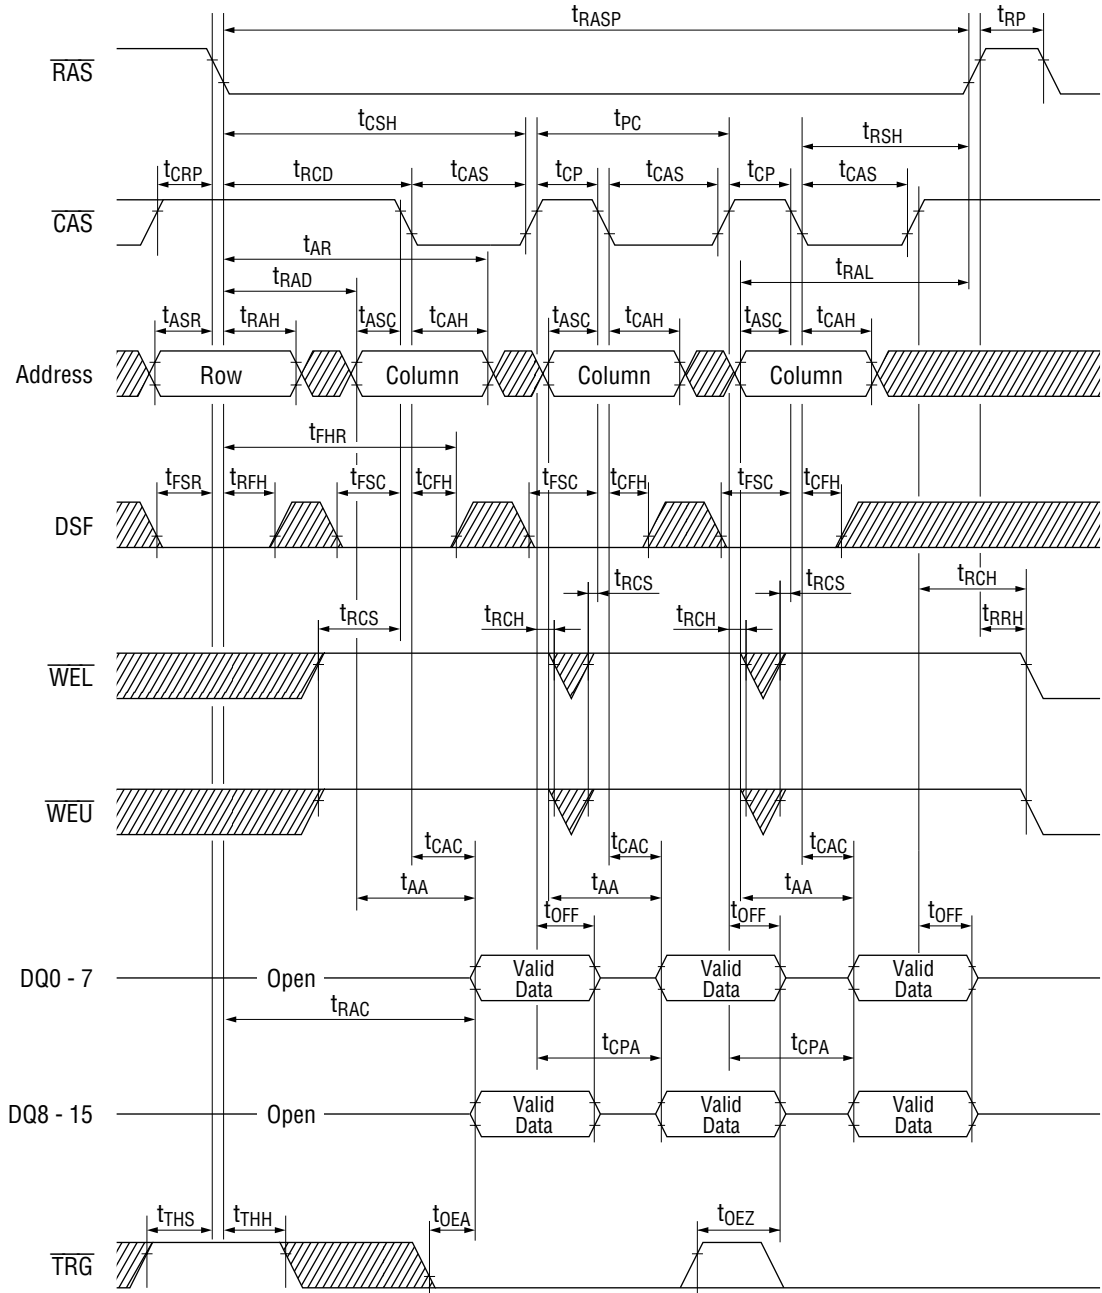 tRASP tRP
RAS
tCSH tPC tRSH
tCRP tRCD tCAS tCP tCAS tCP tCAS
CAS
tAR
tRAD tRAL
tASR tRAH tASC tCAH tASC tCAH tASC tCAH
Address Row Column Column Column
tFHR
tFSR tRFH tFSC tCFH tFSC tCFH tFSC tCFH
DSF
tRCS tRCS tRCH
tRCS tRCH tRCH tRRH
WEL
WEU
tCAC tCAC tCAC
tAA tAA tAA
tOFF tOFF tOFF
DQ0 - 7 Open Valid Data Valid Data Valid Data
tRAC
tCPA tCPA
DQ8 - 15 Open Valid Data Valid Data Valid Data
tTHS tTHH tOEA tOEZ
TRG